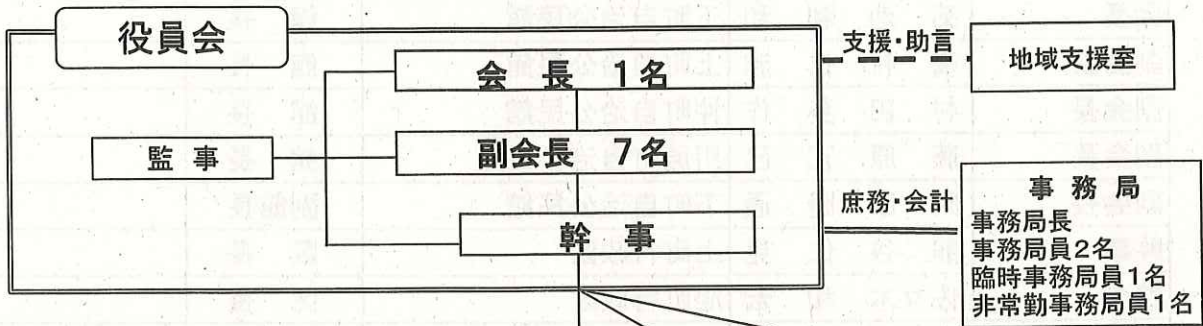 役員会
会長 1名
副会長 7名
監事
幹事
支援・助言
地域支援室
庶務・会計
事務局
事務局長
事務局員2名
臨時事務局員1名
非常勤事務局員1名